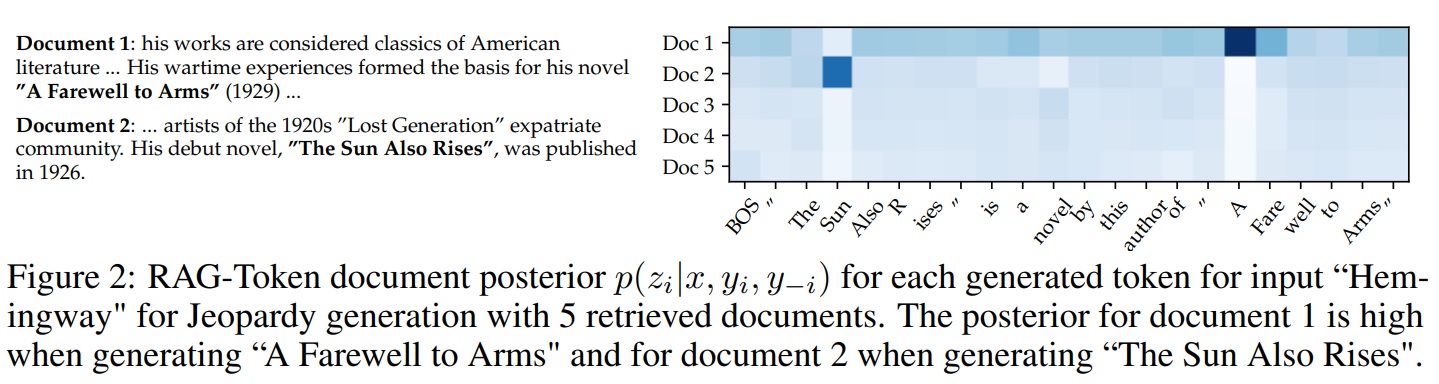 Document 1: his works are considered classics of American
literature ... His wartime experiences formed the basis for his novel
”A Farewell to Arms” (1929) ...
Document 2: ... artists of the 1920s ”Lost Generation” expatriate
community. His debut novel, ”The Sun Also Rises”, was published
in 1926.
Doc 1
Doc 2
Doc 3
Doc 4
Doc 5
BOS ” The Sun Also R ises ” is a novel by this author of ” A Fare well to Arms ”
Figure 2: RAG-Token document posterior p(zᵢ|x, yᵢ, y₋ᵢ) for each generated token for input “Hem-
ingway" for Jeopardy generation with 5 retrieved documents. The posterior for document 1 is high
when generating “A Farewell to Arms" and for document 2 when generating “The Sun Also Rises".